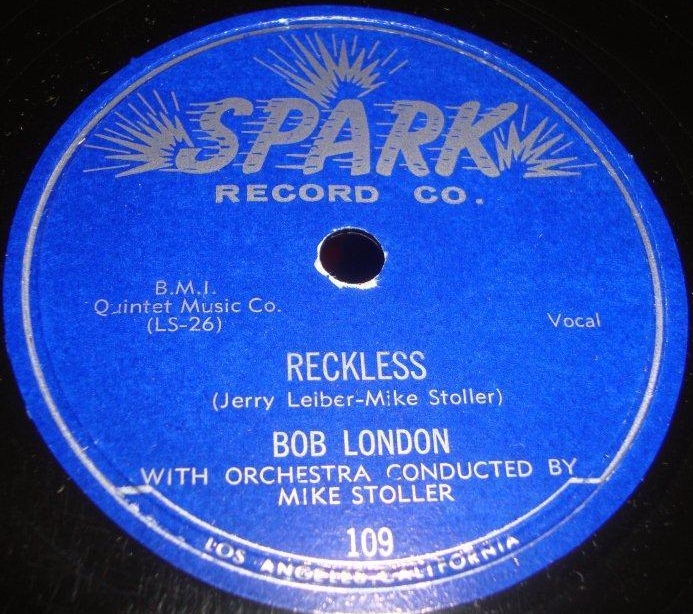 SPARK
RECORD CO.
B.M.I.
Quintet Music Co.
(LS-26)
Vocal
RECKLESS
(Jerry Leiber-Mike Stoller)
BOB LONDON
WITH ORCHESTRA CONDUCTED BY
MIKE STOLLER
109
LOS ANGELES, CALIFORNIA